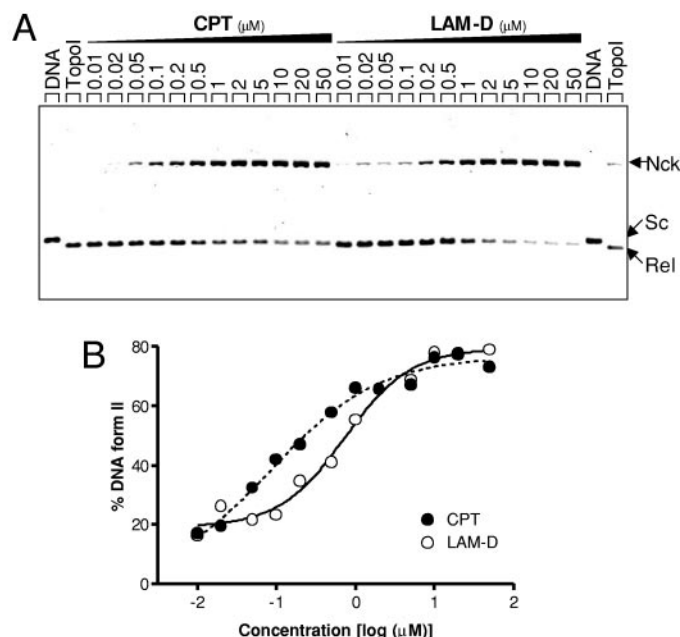 A
CPT (μM) LAM-D (μM)
DNA TopoI 0.01 0.02 0.05 0.1 0.2 0.5 1 2 5 10 20 50 0.01 0.02 0.1 0.2 0.5 1 2 5 10 20 50 DNA TopoI
Nck
Sc
Rel
B
80
60
40
20
0
% DNA form II
CPT
LAM-D
-2 -1 0 1 2
Concentration [log (μM)]